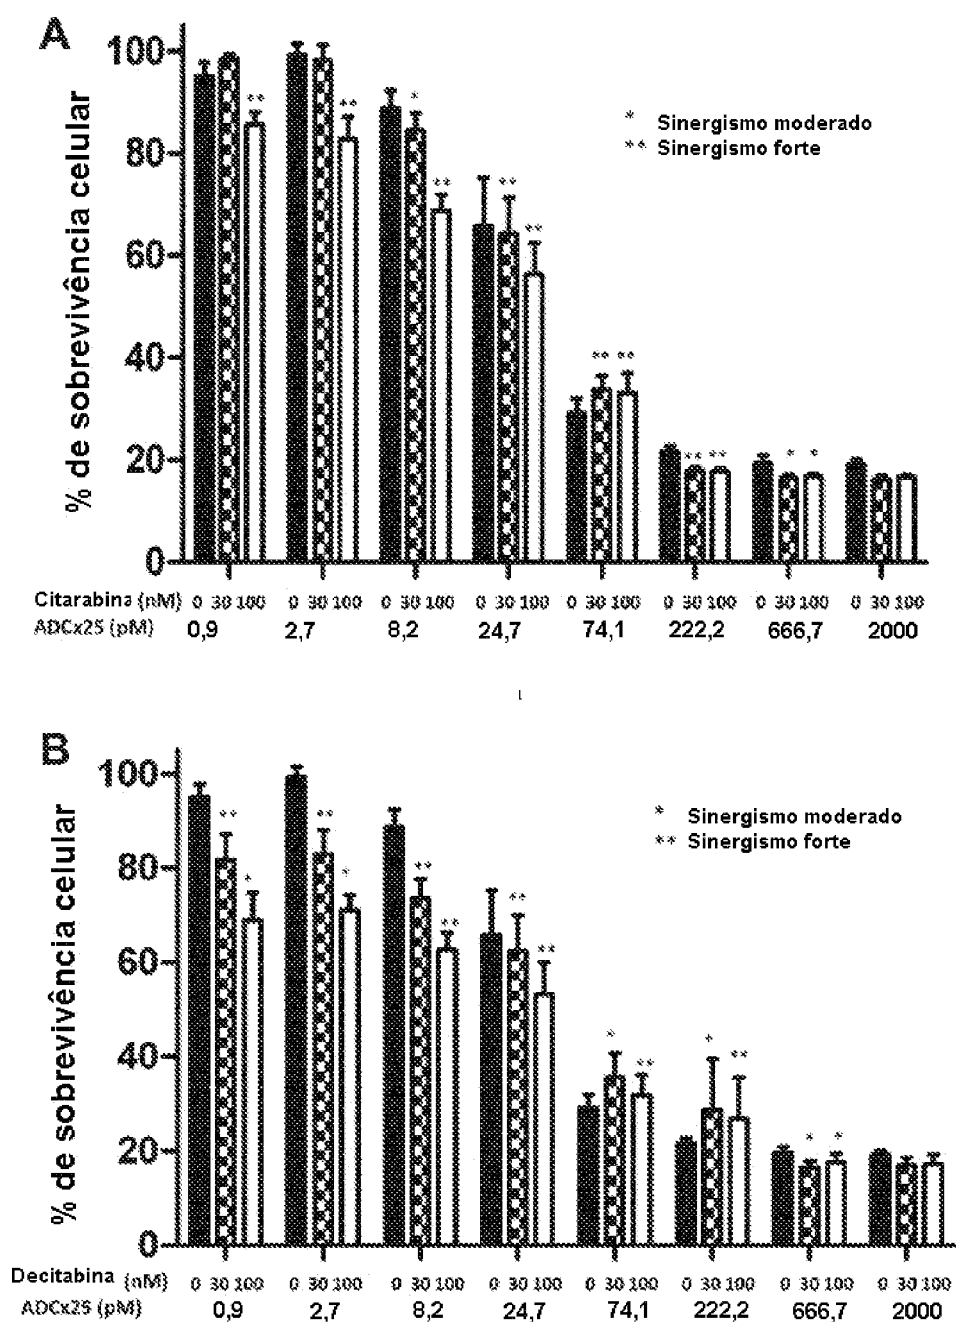 A
100
80
60
40
20
0
% de sobrevivência celular
* Sinergismo moderado
** Sinergismo forte
** ** * ** ** ** ** ** ** ** * *
Citarabina (nM) 0 30 100 0 30 100 0 30 100 0 30 100 0 30 100 0 30 100 0 30 100 0 30 100
ADCx25 (pM) 0,9 2,7 8,2 24,7 74,1 222,2 666,7 2000
B
100
80
60
40
20
0
% de sobrevivência celular
* Sinergismo moderado
** Sinergismo forte
** * ** * ** ** ** ** * ** * ** * *
Decitabina (nM) 0 30 100 0 30 100 0 30 100 0 30 100 0 30 100 0 30 100 0 30 100 0 30 100
ADCx25 (pM) 0,9 2,7 8,2 24,7 74,1 222,2 666,7 2000